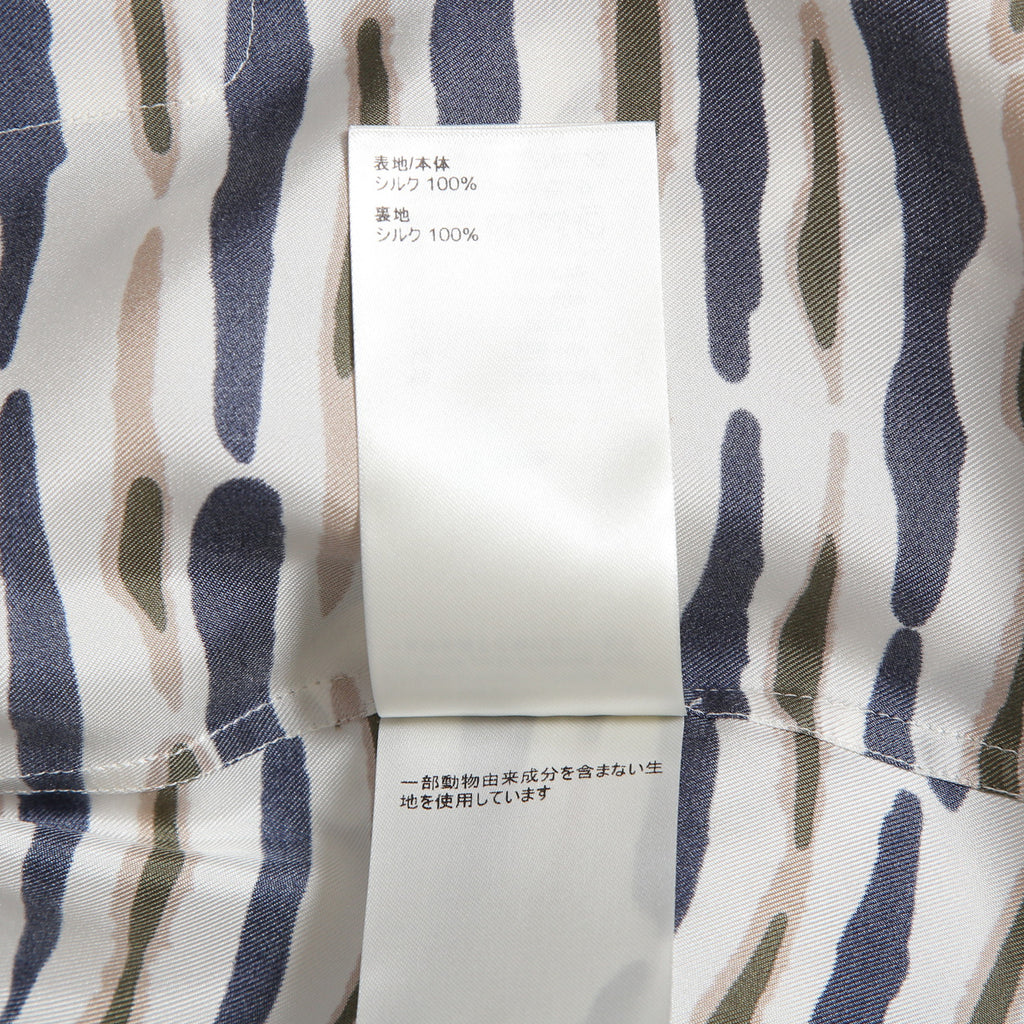 表地/本体
シルク 100%
裏地
シルク 100%
一部動物由来成分を含まない生
地を使用しています